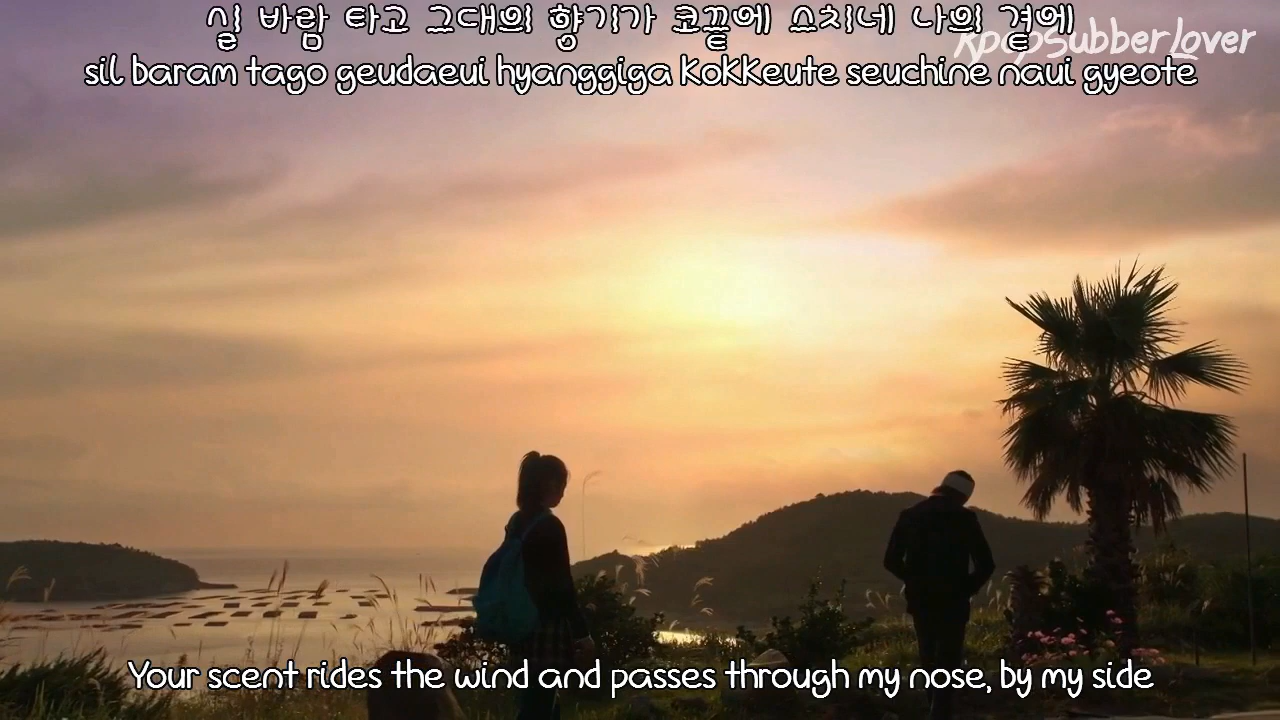 실 바람 타고 그대의 향기가 코끝에 스치네 나의 곁에
KpopSubberLover
sil baram tago geudaeui hyanggiga kokkeute seuchine naui gyeote
Your scent rides the wind and passes through my nose, by my side